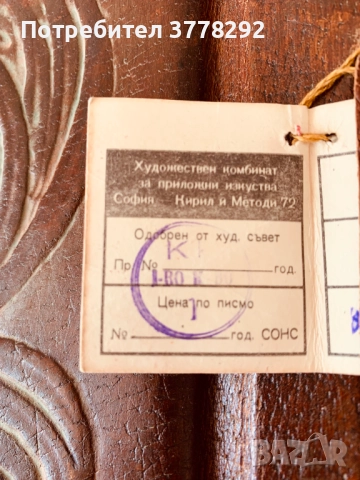 Потребител 3778292
Художествен комбинат
за приложни изкуства
София — Кирил и Методи 72
Одобрен от худ. съвет
Пр. № год.
Цена по писмо
№ год. СОНС
BAZAR